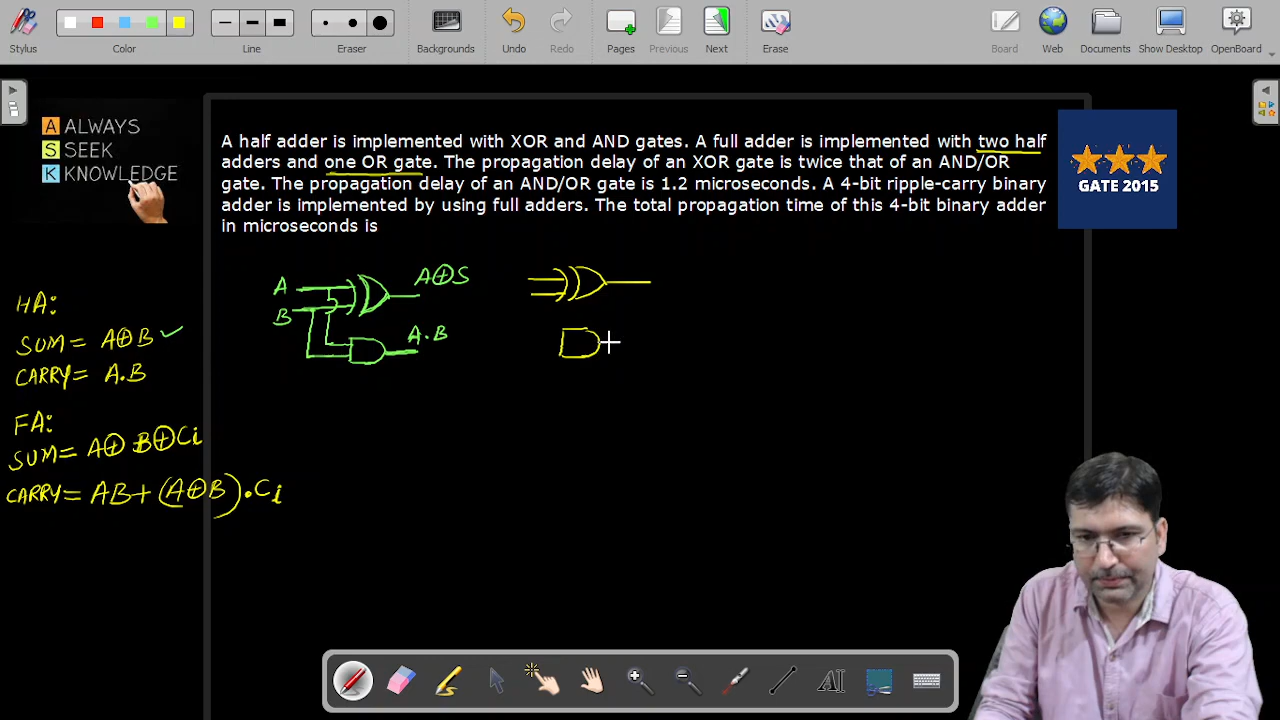 Stylus
Color
Line
Eraser
Backgrounds
Undo
Redo
Pages
Previous
Next
Erase
Board
Web
Documents
Show Desktop
OpenBoard
A ALWAYS
S SEEK
K KNOWLEDGE
A half adder is implemented with XOR and AND gates. A full adder is implemented with two half
adders and one OR gate. The propagation delay of an XOR gate is twice that of an AND/OR
gate. The propagation delay of an AND/OR gate is 1.2 microseconds. A 4-bit ripple-carry binary
adder is implemented by using full adders. The total propagation time of this 4-bit binary adder
in microseconds is
GATE 2015
HA:
SUM = A⊕B ✓
CARRY = A.B
FA:
SUM = A⊕B⊕Ci
CARRY = AB+(A⊕B).Ci
A
B
A⊕S
A.B
AI